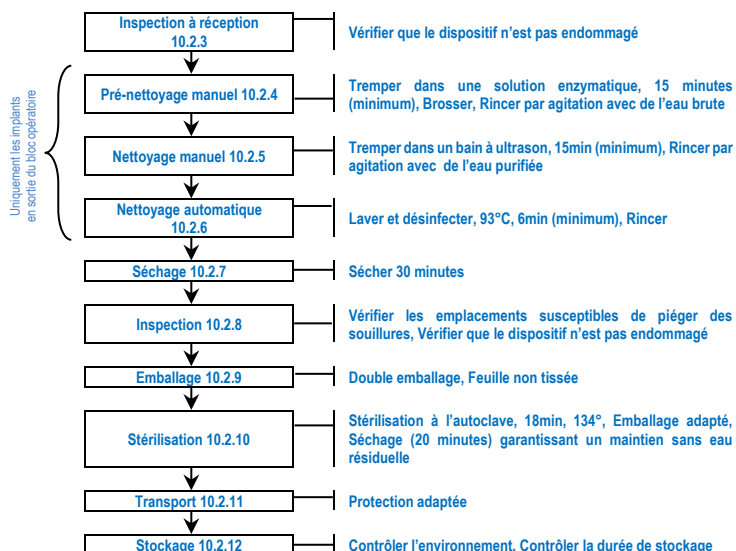 Inspection à réception
10.2.3
Vérifier que le dispositif n'est pas endommagé
Uniquement les implants
en sortie du bloc opératoire
Pré-nettoyage manuel 10.2.4
Tremper dans une solution enzymatique, 15 minutes
(minimum), Brosser, Rincer par agitation avec de l'eau brute
Nettoyage manuel 10.2.5
Tremper dans un bain à ultrason, 15min (minimum), Rincer par
agitation avec de l'eau purifiée
Nettoyage automatique
10.2.6
Laver et désinfecter, 93°C, 6min (minimum), Rincer
Séchage 10.2.7
Sécher 30 minutes
Inspection 10.2.8
Vérifier les emplacements susceptibles de piéger des
souillures, Vérifier que le dispositif n'est pas endommagé
Emballage 10.2.9
Double emballage, Feuille non tissée
Stérilisation 10.2.10
Stérilisation à l'autoclave, 18min, 134°, Emballage adapté,
Séchage (20 minutes) garantissant un maintien sans eau
résiduelle
Transport 10.2.11
Protection adaptée
Stockage 10.2.12
Contrôler l'environnement, Contrôler la durée de stockage